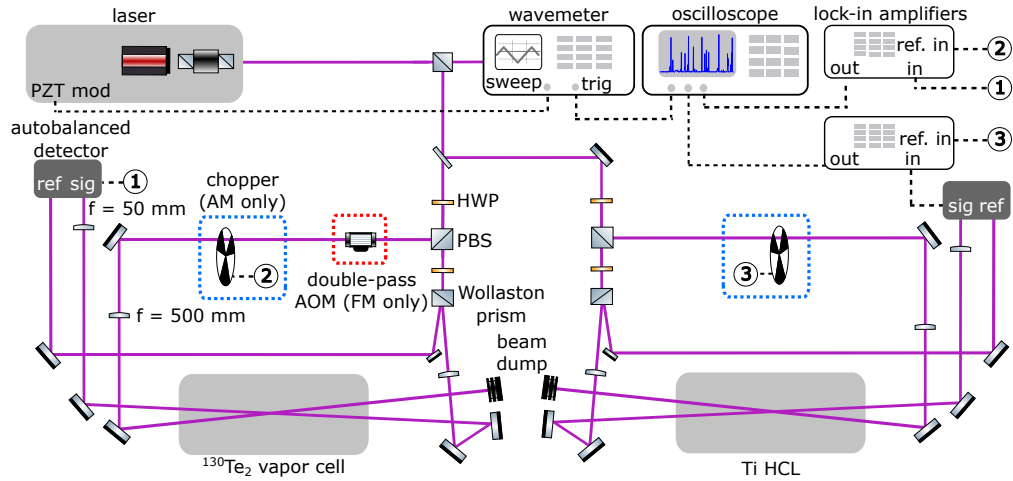 laser
wavemeter
oscilloscope
lock-in amplifiers
ref. in
②
out
in
①
PZT mod
sweep
trig
ref. in
③
out
in
autobalanced
detector
ref sig
①
f = 50 mm
chopper
(AM only)
②
HWP
PBS
double-pass
AOM (FM only)
Wollaston
prism
f = 500 mm
beam
dump
③
sig ref
¹³⁰Te₂ vapor cell
Ti HCL